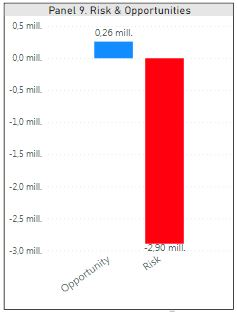 Panel 9. Risk & Opportunities
0,5 mill.
0,26 mill.
0,0 mill.
-0,5 mill.
-1,0 mill.
-1,5 mill.
-2,0 mill.
-2,5 mill.
-3,0 mill.
-2,90 mill.
Opportunity
Risk